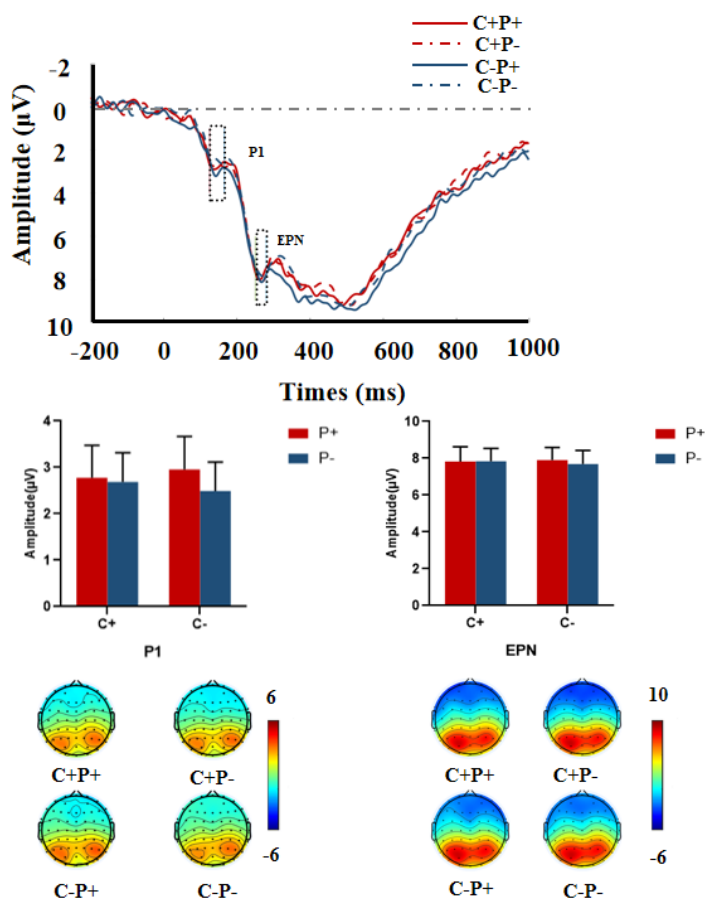 C+P+
C+P-
C-P+
C-P-
-2
0
2
4
6
8
10
Amplitude (μV)
P1
EPN
-200 0 200 400 600 800 1000
Times (ms)
4
3
2
1
0
Amplitude(μV)
P+
P-
C+ C-
P1
10
8
6
4
2
0
Amplitude(μV)
P+
P-
C+ C-
EPN
6
C+P+ C+P-
-6
C-P+ C-P-
10
C+P+ C+P-
-6
C-P+ C-P-